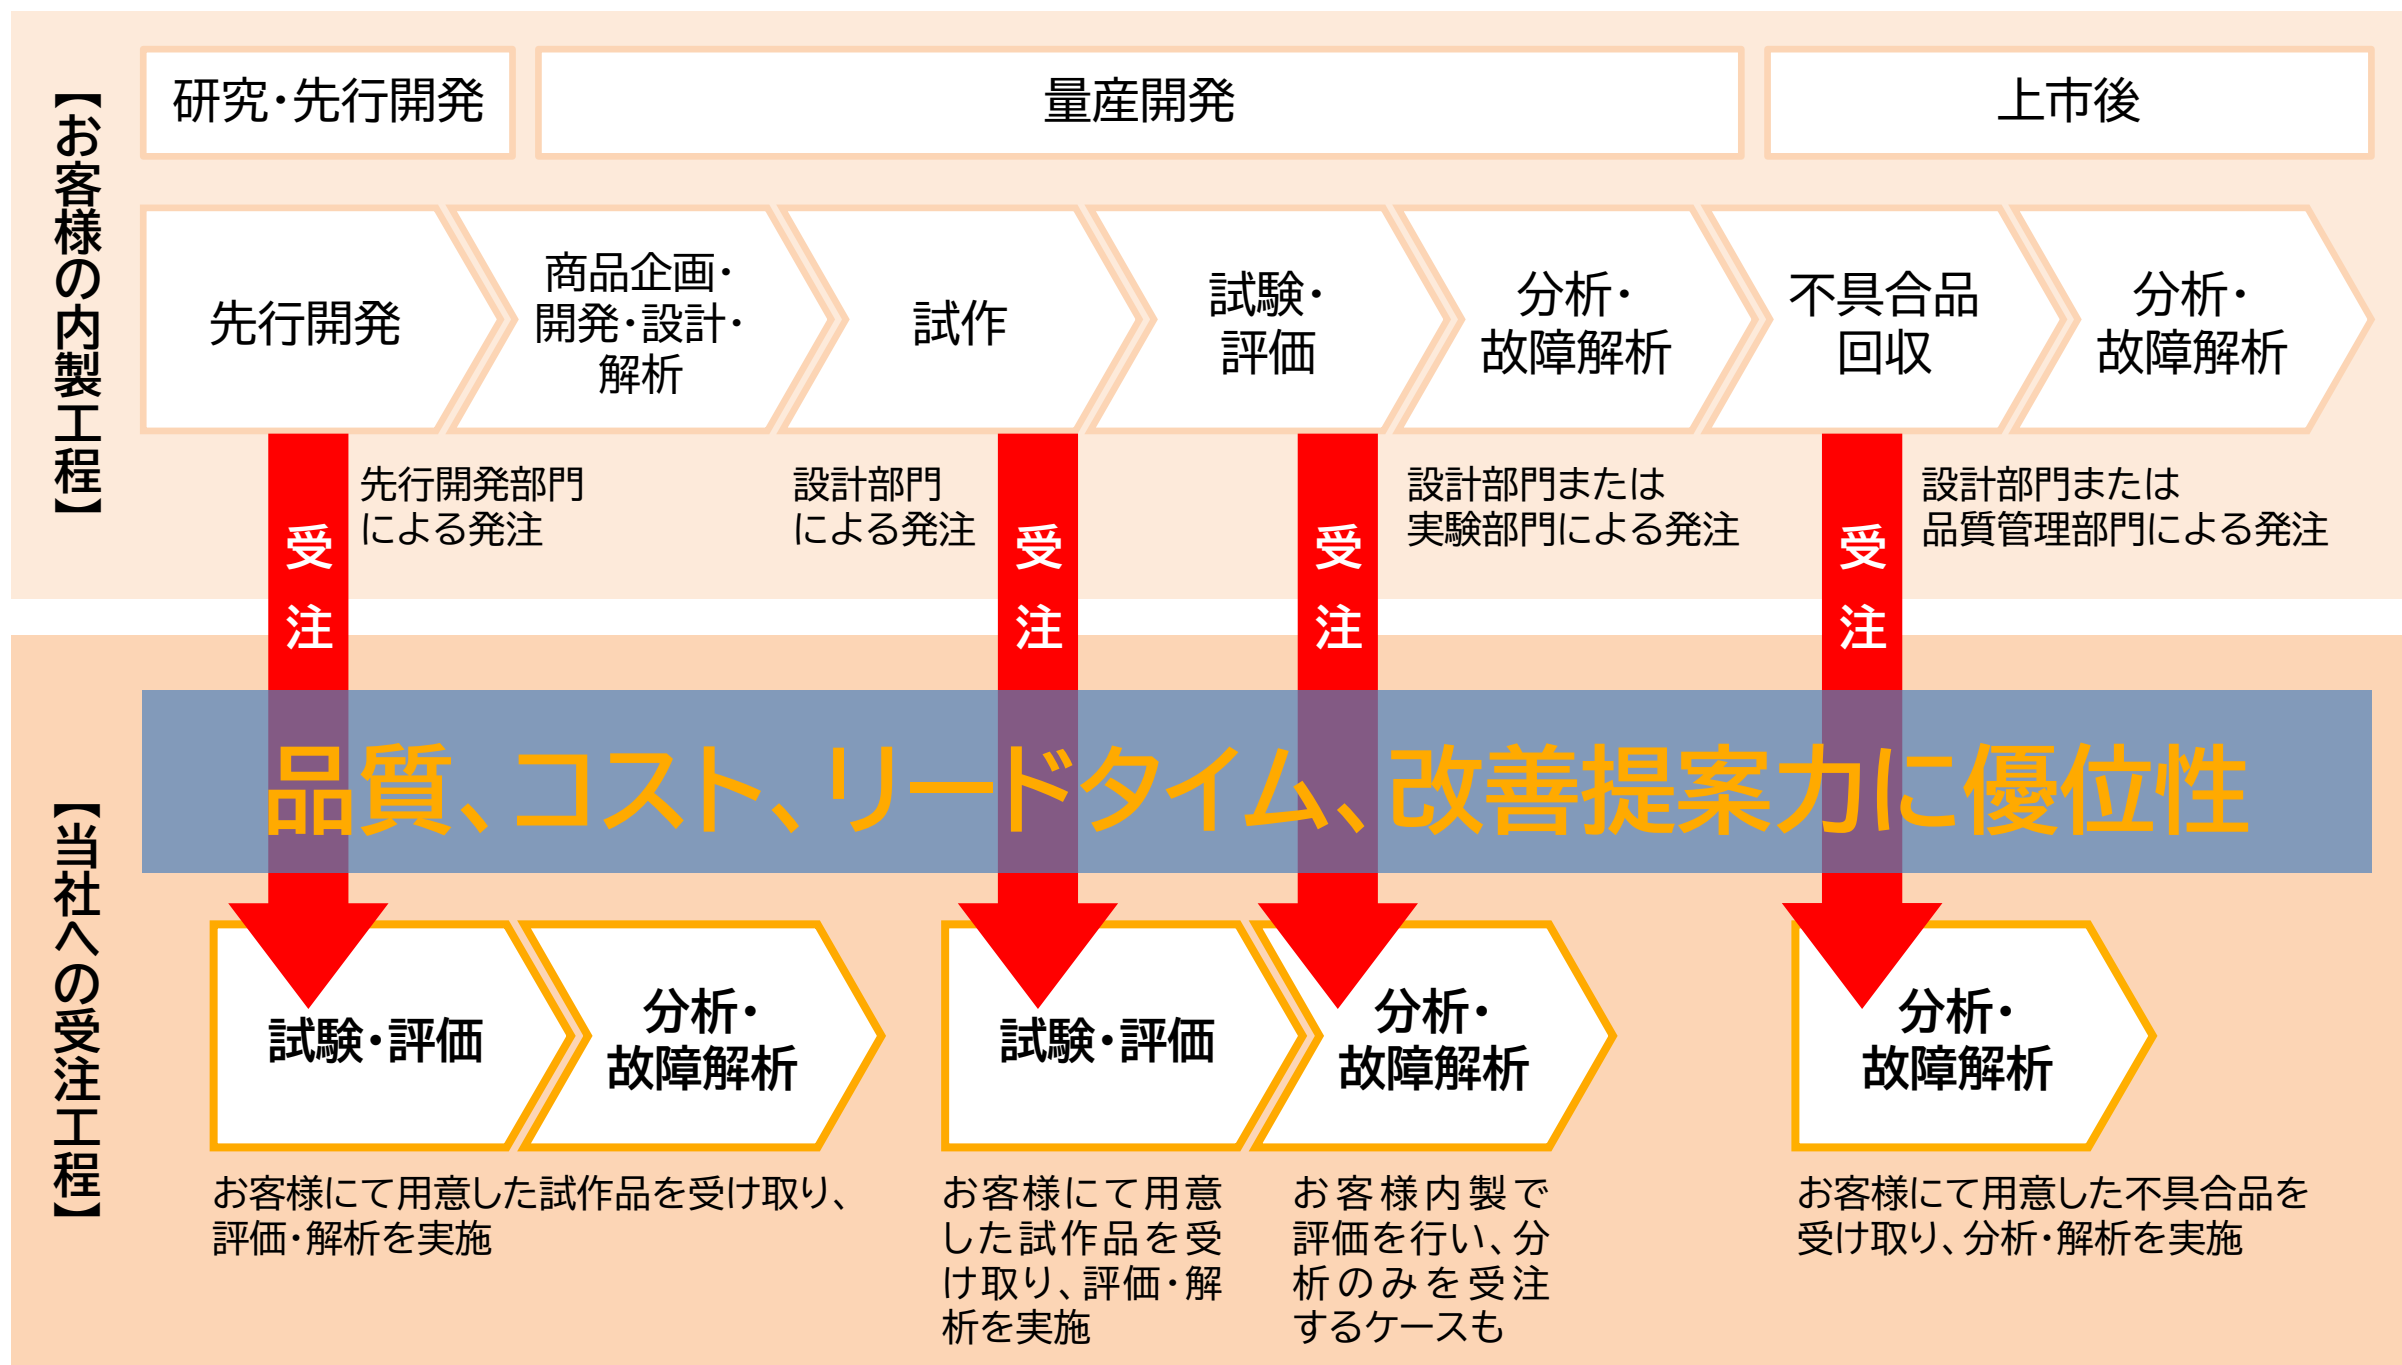 【お客様の内製工程】
研究・先行開発
量産開発
上市後
先行開発
商品企画・
開発・設計・
解析
試作
試験・
評価
分析・
故障解析
不具合品
回収
分析・
故障解析
受注
先行開発部門
による発注
設計部門
による発注
受注
受注
設計部門または
実験部門による発注
受注
設計部門または
品質管理部門による発注
【当社への受注工程】
品質、コスト、リードタイム、改善提案力に優位性
試験・評価
分析・
故障解析
お客様にて用意した試作品を受け取り、
評価・解析を実施
試験・評価
分析・
故障解析
お客様にて用意
した試作品を受
け取り、評価・解
析を実施
お客様内製で
評価を行い、分
析のみを受注
するケースも
分析・
故障解析
お客様にて用意した不具合品を
受け取り、分析・解析を実施